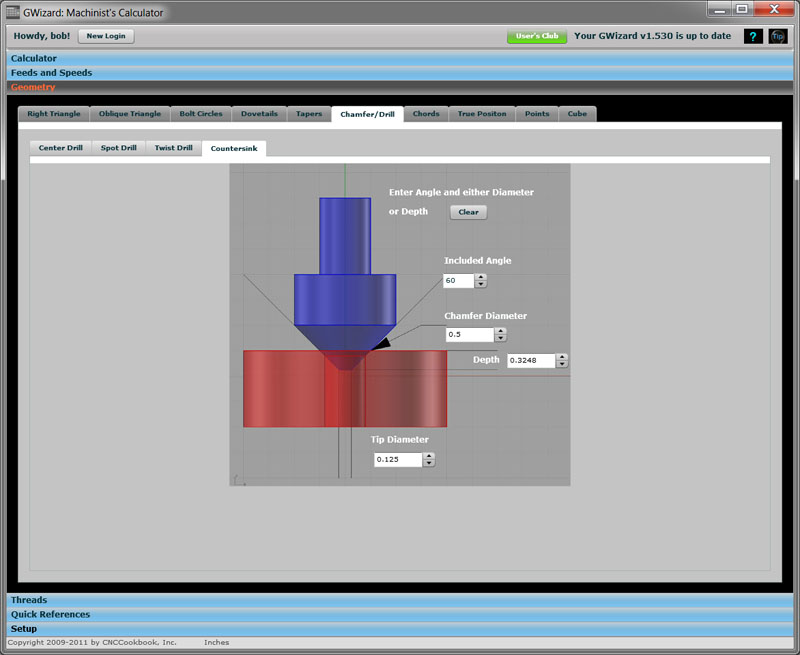 GWizard: Machinist's Calculator
Howdy, bob! New Login User's Club Your GWizard v1.530 is up to date ? Tip
Calculator
Feeds and Speeds
Geometry
Right Triangle Oblique Triangle Bolt Circles Dovetails Tapers Chamfer/Drill Chords True Positon Points Cube
Center Drill Spot Drill Twist Drill Countersink
Enter Angle and either Diameter
or Depth Clear
Included Angle
60
Chamfer Diameter
0.5
Depth 0.3248
Tip Diameter
0.125
Threads
Quick References
Setup
Copyright 2009-2011 by CNCCookbook, Inc. Inches